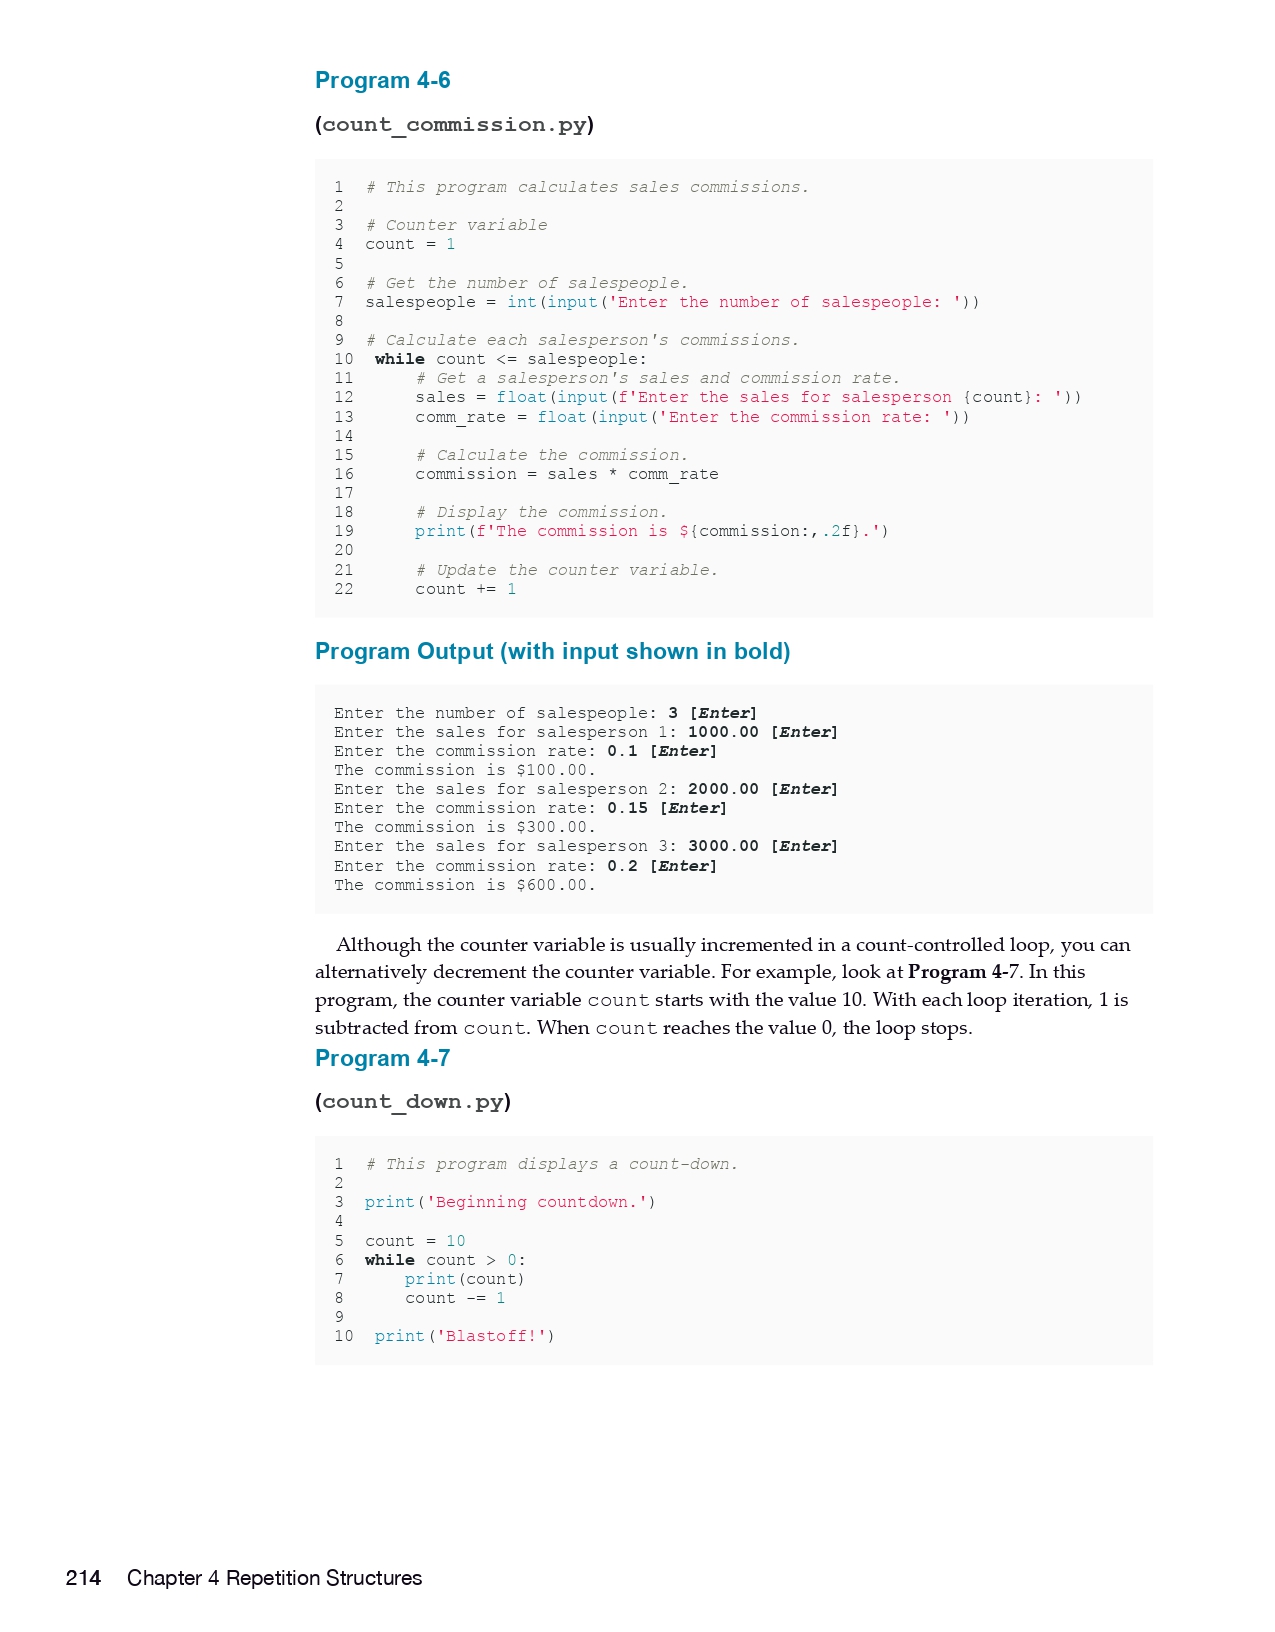 Program 4-6
(count_commission.py)
1  # This program calculates sales commissions.
2
3  # Counter variable
4  count = 1
5
6  # Get the number of salespeople.
7  salespeople = int(input('Enter the number of salespeople: '))
8
9  # Calculate each salesperson's commissions.
10  while count <= salespeople:
11      # Get a salesperson's sales and commission rate.
12      sales = float(input(f'Enter the sales for salesperson {count}: '))
13      comm_rate = float(input('Enter the commission rate: '))
14
15      # Calculate the commission.
16      commission = sales * comm_rate
17
18      # Display the commission.
19      print(f'The commission is ${commission:,.2f}.')
20
21      # Update the counter variable.
22      count += 1
Program Output (with input shown in bold)
Enter the number of salespeople: 3 [Enter]
Enter the sales for salesperson 1: 1000.00 [Enter]
Enter the commission rate: 0.1 [Enter]
The commission is $100.00.
Enter the sales for salesperson 2: 2000.00 [Enter]
Enter the commission rate: 0.15 [Enter]
The commission is $300.00.
Enter the sales for salesperson 3: 3000.00 [Enter]
Enter the commission rate: 0.2 [Enter]
The commission is $600.00.
Although the counter variable is usually incremented in a count-controlled loop, you can
alternatively decrement the counter variable. For example, look at Program 4-7. In this
program, the counter variable count starts with the value 10. With each loop iteration, 1 is
subtracted from count. When count reaches the value 0, the loop stops.
Program 4-7
(count_down.py)
1  # This program displays a count-down.
2
3  print('Beginning countdown.')
4
5  count = 10
6  while count > 0:
7      print(count)
8      count -= 1
9
10  print('Blastoff!')
214 Chapter 4 Repetition Structures